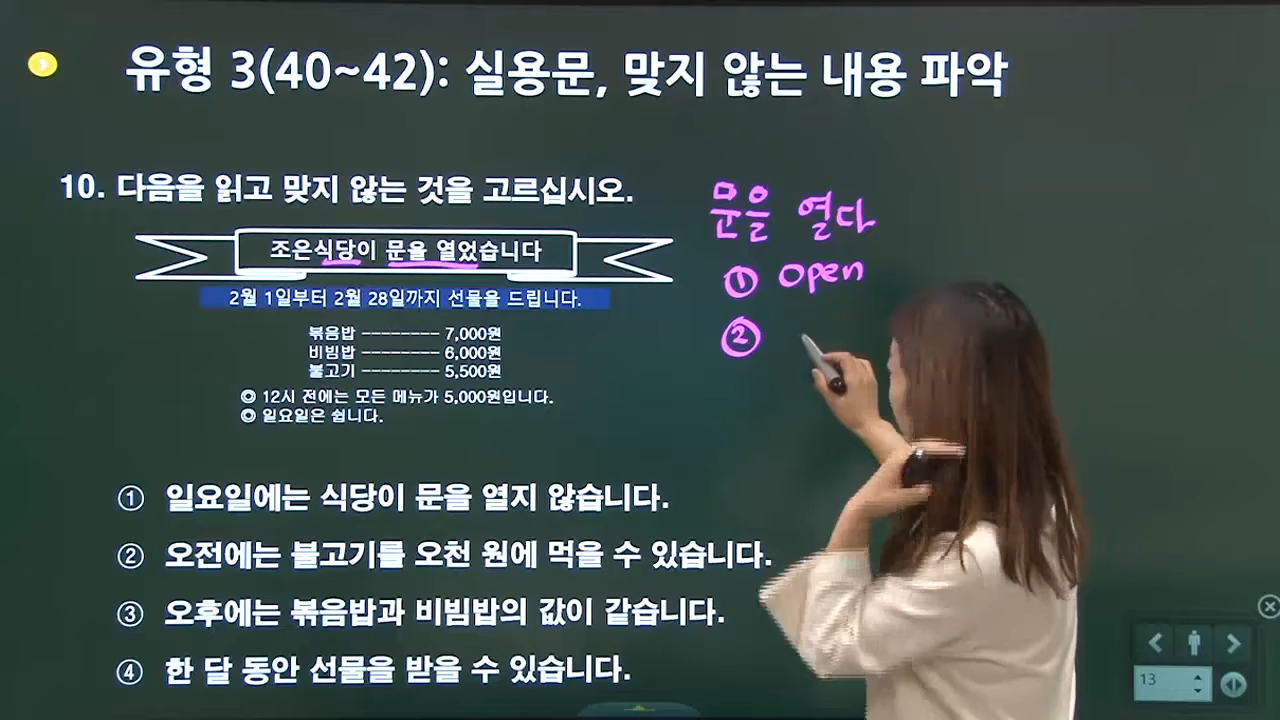 유형 3(40~42): 실용문, 맞지 않는 내용 파악
10. 다음을 읽고 맞지 않는 것을 고르십시오.
조은식당이 문을 열었습니다
2월 1일부터 2월 28일까지 선물을 드립니다.
볶음밥 -------- 7,000원
비빔밥 -------- 6,000원
불고기 -------- 5,500원
◎ 12시 전에는 모든 메뉴가 5,000원입니다.
◎ 일요일은 쉽니다.
① 일요일에는 식당이 문을 열지 않습니다.
② 오전에는 불고기를 오천 원에 먹을 수 있습니다.
③ 오후에는 볶음밥과 비빔밥의 값이 같습니다.
④ 한 달 동안 선물을 받을 수 있습니다.
문을 열다
① open
②
13